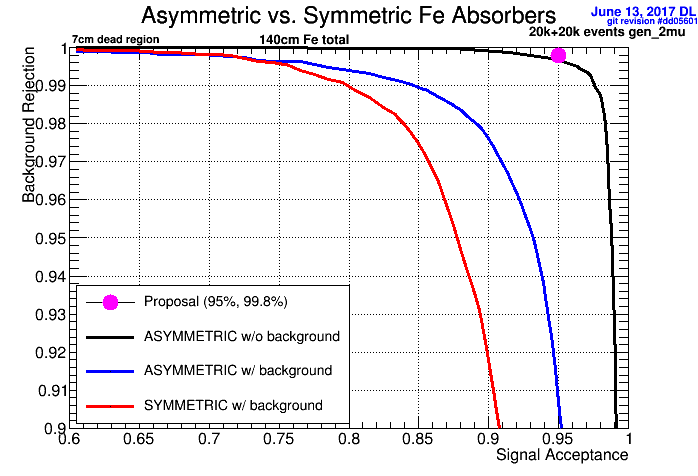 Asymmetric vs. Symmetric Fe Absorbers
June 13, 2017 DL
git revision #dd05601
20k+20k events gen_2mu
7cm dead region
140cm Fe total
Background Rejection
1
0.99
0.98
0.97
0.96
0.95
0.94
0.93
0.92
0.91
0.9
Proposal (95%, 99.8%)
ASYMMETRIC w/o background
ASYMMETRIC w/ background
SYMMETRIC w/ background
0.6 0.65 0.7 0.75 0.8 0.85 0.9 0.95 1
Signal Acceptance